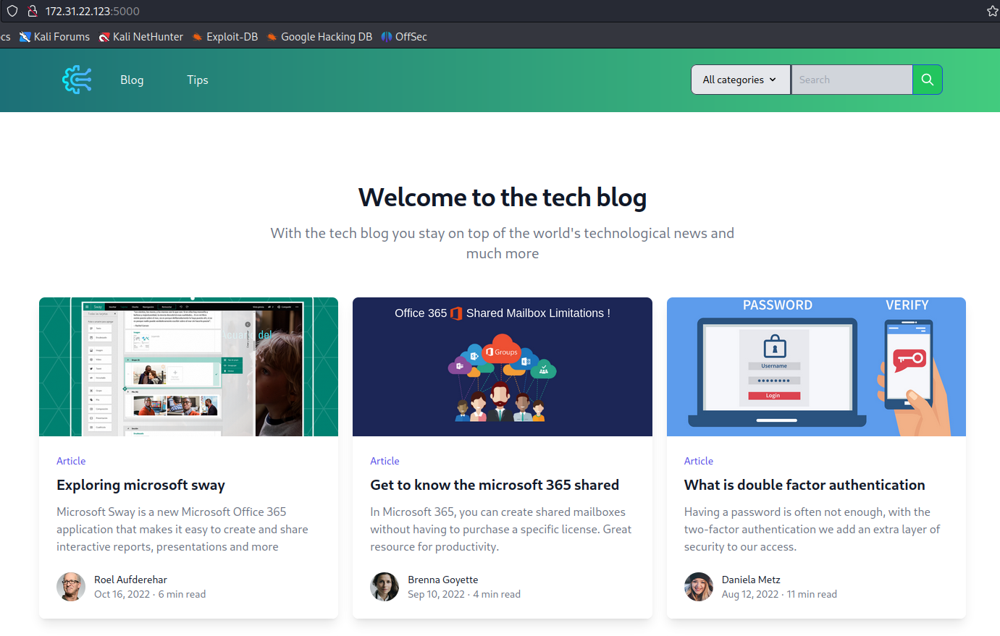 172.31.22.123:5000
cs
Kali Forums
Kali NetHunter
Exploit-DB
Google Hacking DB
OffSec
Blog
Tips
All categories
Search
Welcome to the tech blog
With the tech blog you stay on top of the world's technological news and
much more
Sway
Office 365
Shared Mailbox Limitations !
Groups
PASSWORD
VERIFY
Username
Login
Article
Exploring microsoft sway
Microsoft Sway is a new Microsoft Office 365
application that makes it easy to create and share
interactive reports, presentations and more
Roel Aufderehar
Oct 16, 2022 · 6 min read
Article
Get to know the microsoft 365 shared
In Microsoft 365, you can create shared mailboxes
without having to purchase a specific license. Great
resource for productivity.
Brenna Goyette
Sep 10, 2022 · 4 min read
Article
What is double factor authentication
Having a password is often not enough, with the
two-factor authentication we add an extra layer of
security to our access.
Daniela Metz
Aug 12, 2022 · 11 min read